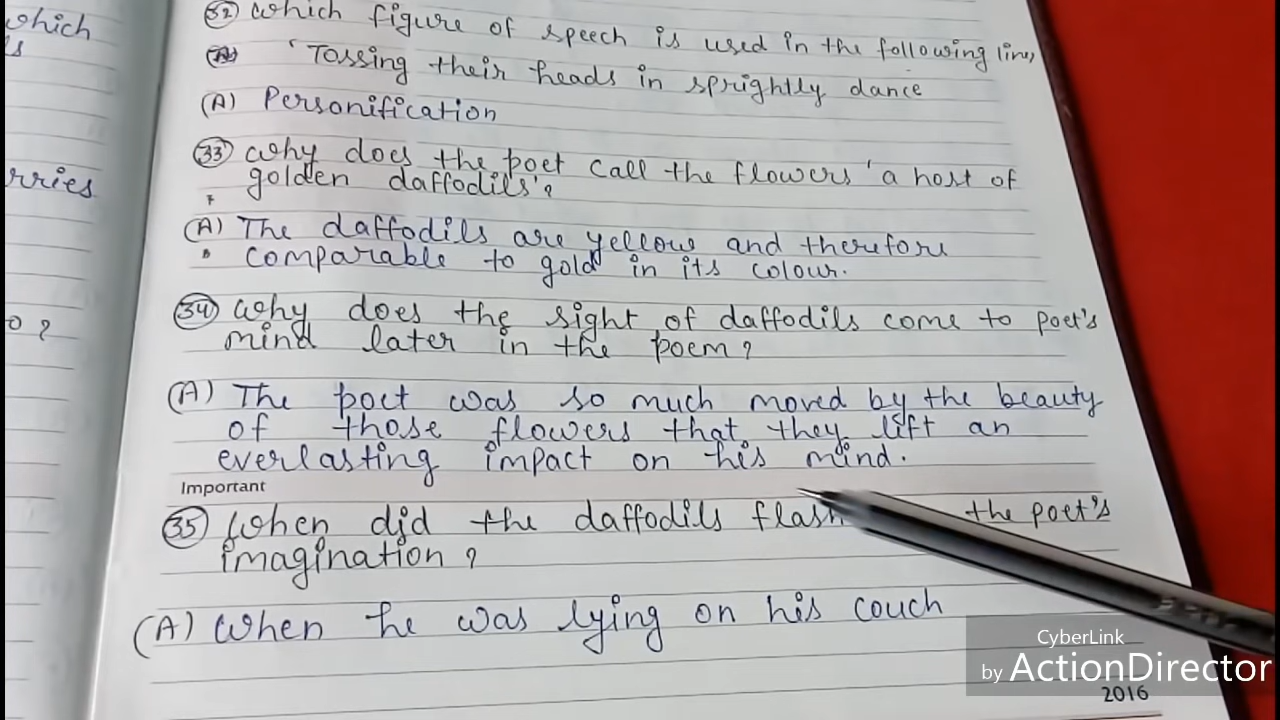 which
s
rries
o ?
32) which figure of speech is used in the following lines
'Tossing their heads in sprightly dance
(A) Personification
33) why does the poet call the flowers 'a host of
golden daffodils'?
(A) The daffodils are yellow and therefore
comparable to gold in its colour.
34) why does the sight of daffodils come to poet's
mind later in the poem?
(A) The poet was so much moved by the beauty
of those flowers that they lift an
everlasting impact on his mind.
Important
35) When did the daffodils flash the poet's
imagination?
(A) When he was lying on his couch
CyberLink
by ActionDirector
2016